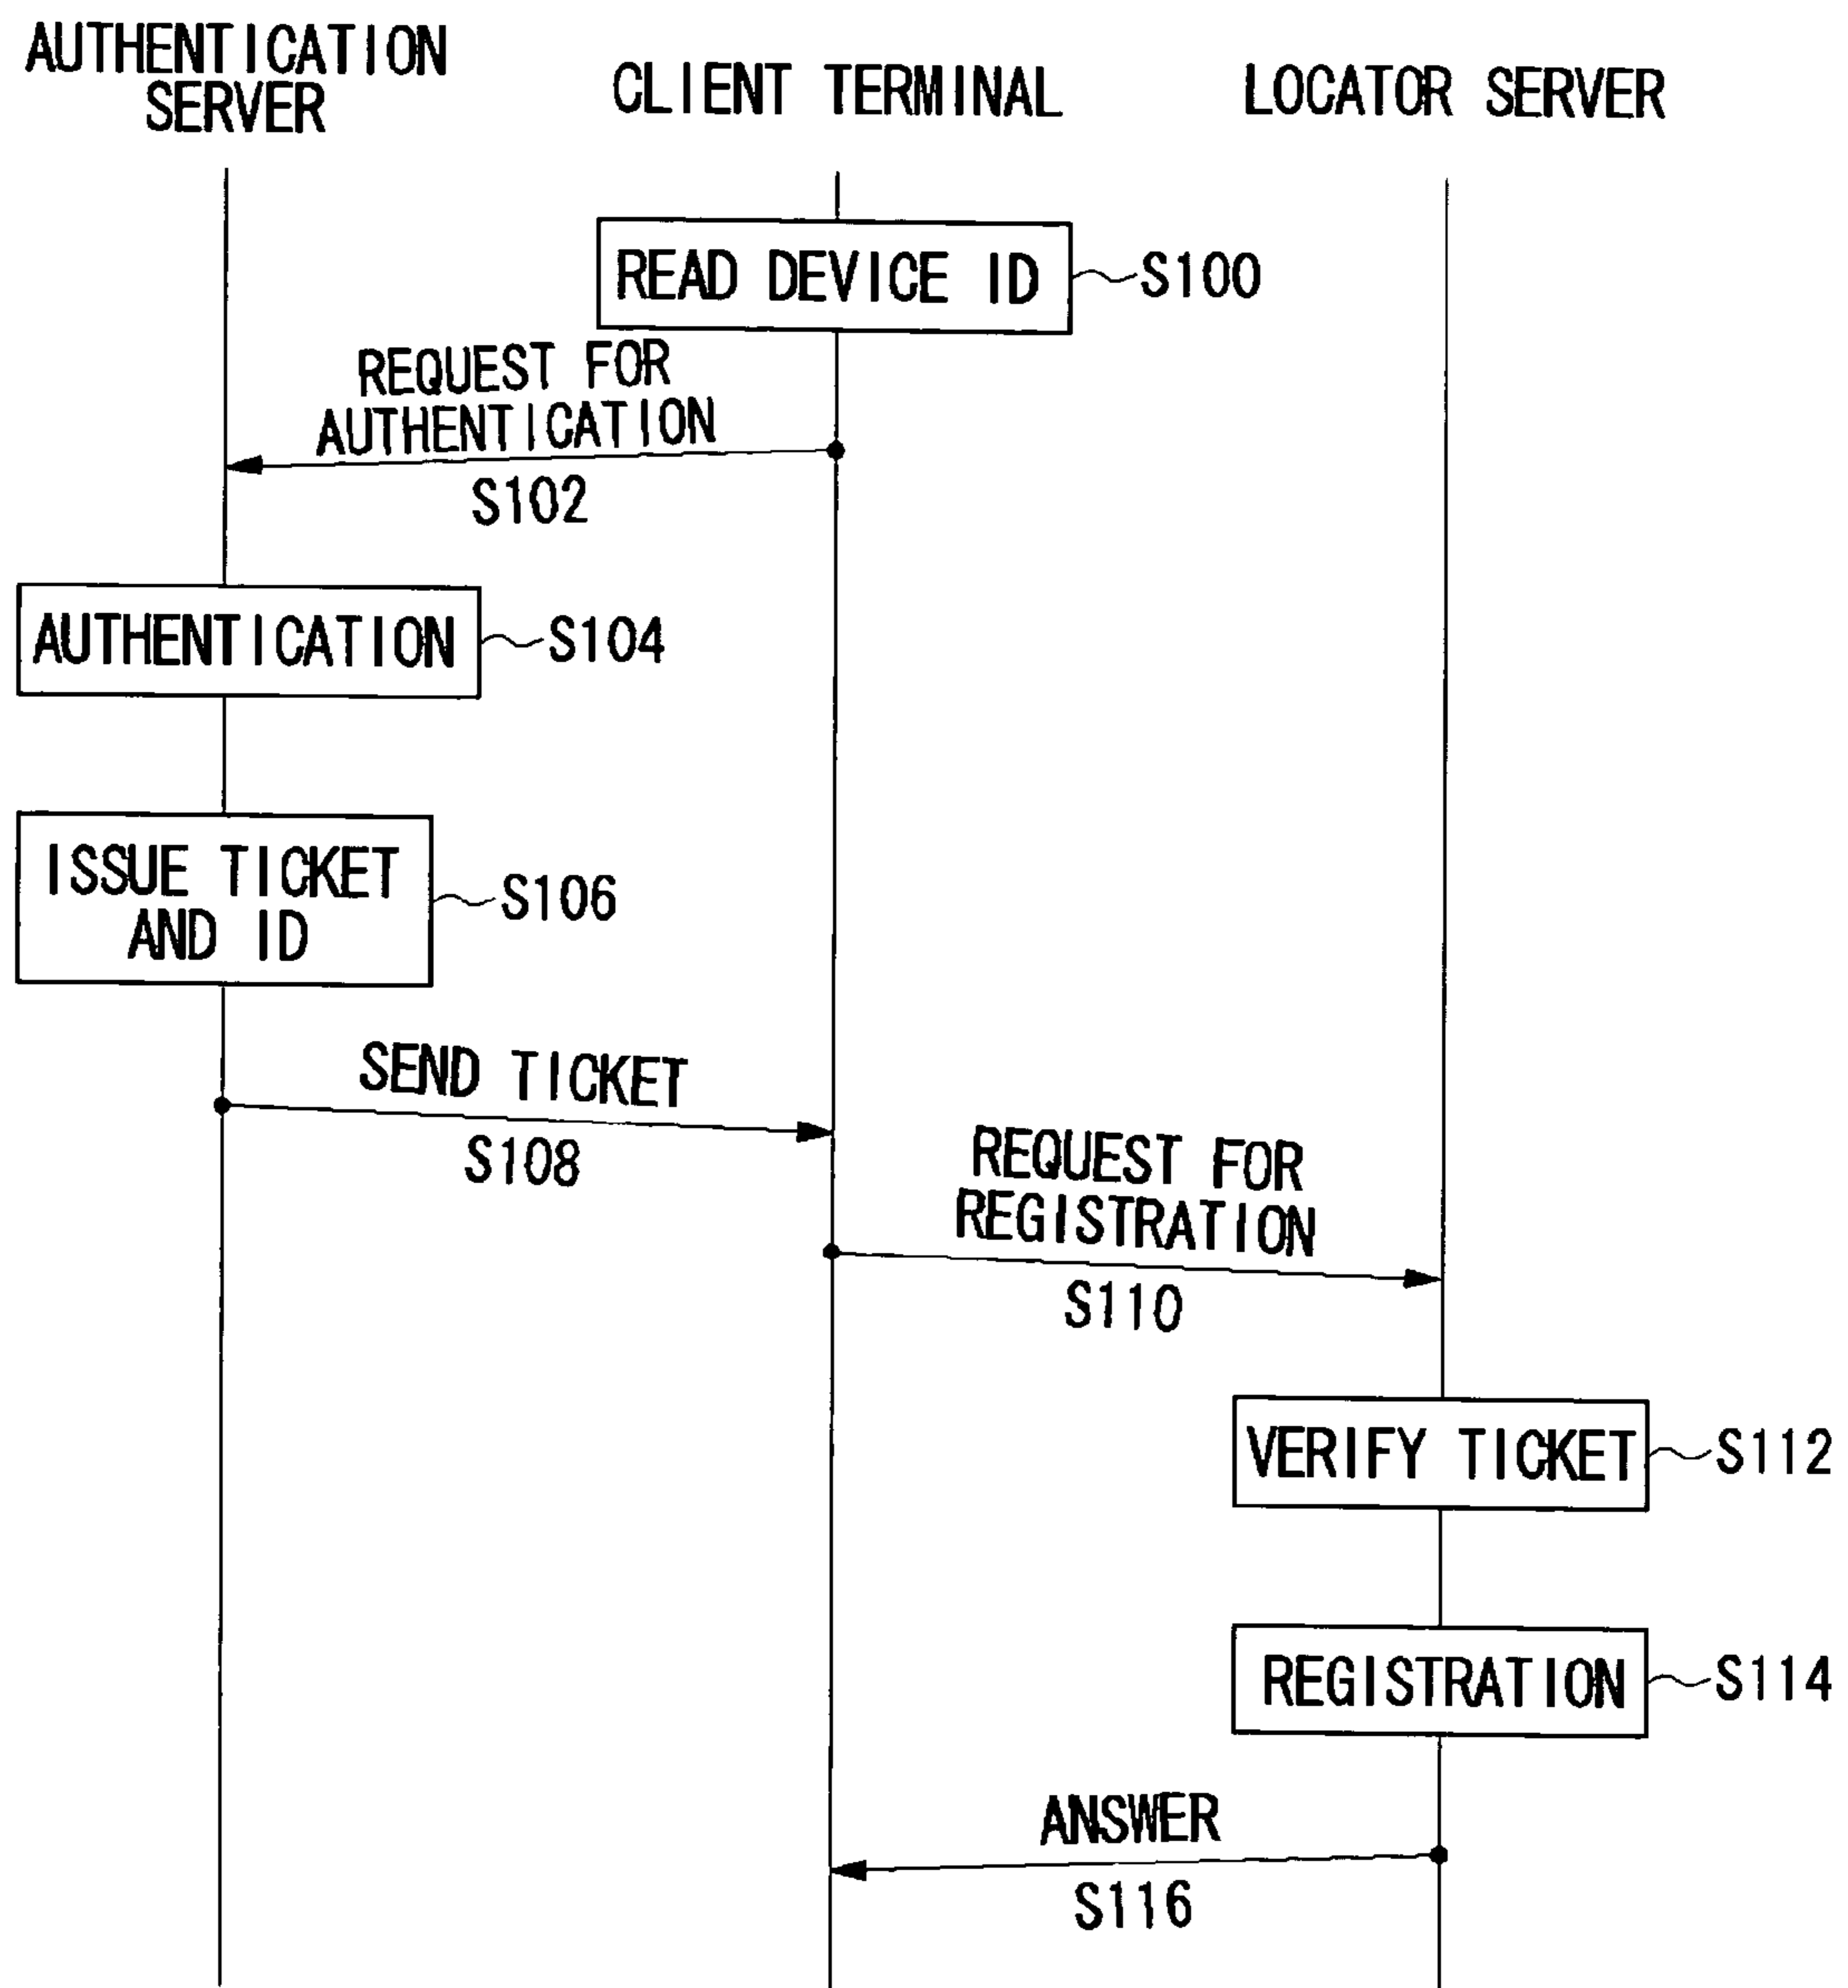 AUTHENTICATION
SERVER
CLIENT TERMINAL
LOCATOR SERVER
READ DEVICE ID
S100
REQUEST FOR
AUTHENTICATION
S102
AUTHENTICATION
S104
ISSUE TICKET
AND ID
S106
SEND TICKET
S108
REQUEST FOR
REGISTRATION
S110
VERIFY TICKET
S112
REGISTRATION
S114
ANSWER
S116